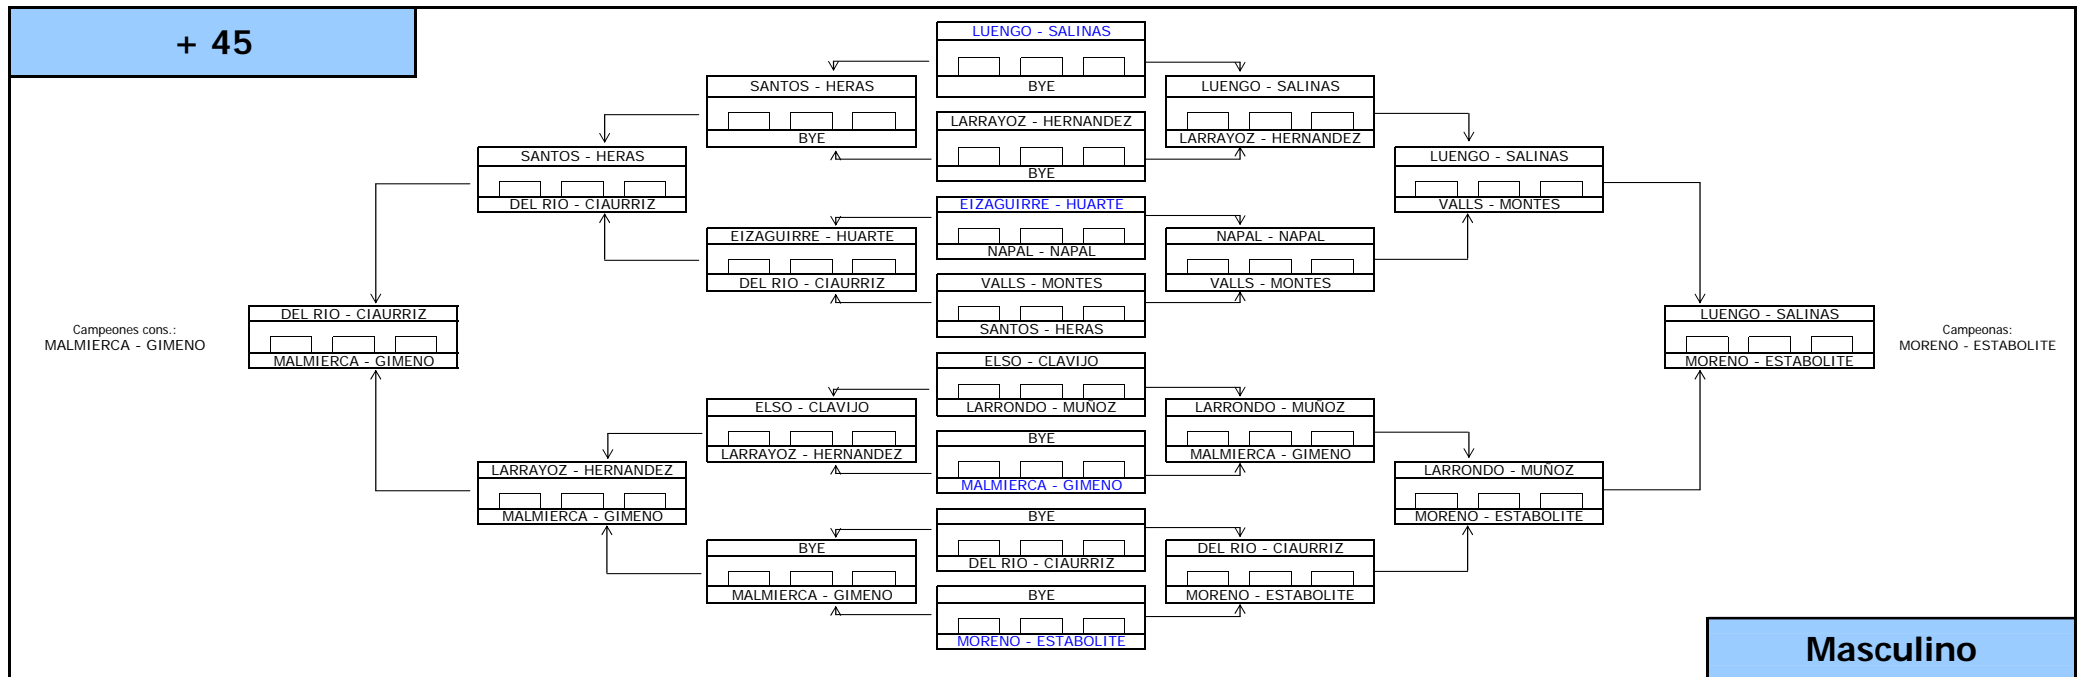 + 45
LUENGO - SALINAS
BYE
LARRAYOZ - HERNANDEZ
BYE
EIZAGUIRRE - HUARTE
NAPAL - NAPAL
VALLS - MONTES
SANTOS - HERAS
ELSO - CLAVIJO
LARRONDO - MUÑOZ
BYE
MALMIERCA - GIMENO
BYE
DEL RIO - CIAURRIZ
BYE
MORENO - ESTABOLITE
SANTOS - HERAS
BYE
EIZAGUIRRE - HUARTE
DEL RIO - CIAURRIZ
ELSO - CLAVIJO
LARRAYOZ - HERNANDEZ
BYE
MALMIERCA - GIMENO
SANTOS - HERAS
DEL RIO - CIAURRIZ
LARRAYOZ - HERNANDEZ
MALMIERCA - GIMENO
DEL RIO - CIAURRIZ
MALMIERCA - GIMENO
Campeones cons.:
MALMIERCA - GIMENO
LUENGO - SALINAS
LARRAYOZ - HERNANDEZ
NAPAL - NAPAL
VALLS - MONTES
LARRONDO - MUÑOZ
MALMIERCA - GIMENO
DEL RIO - CIAURRIZ
MORENO - ESTABOLITE
LUENGO - SALINAS
VALLS - MONTES
LARRONDO - MUÑOZ
MORENO - ESTABOLITE
LUENGO - SALINAS
MORENO - ESTABOLITE
Campeonas:
MORENO - ESTABOLITE
Masculino